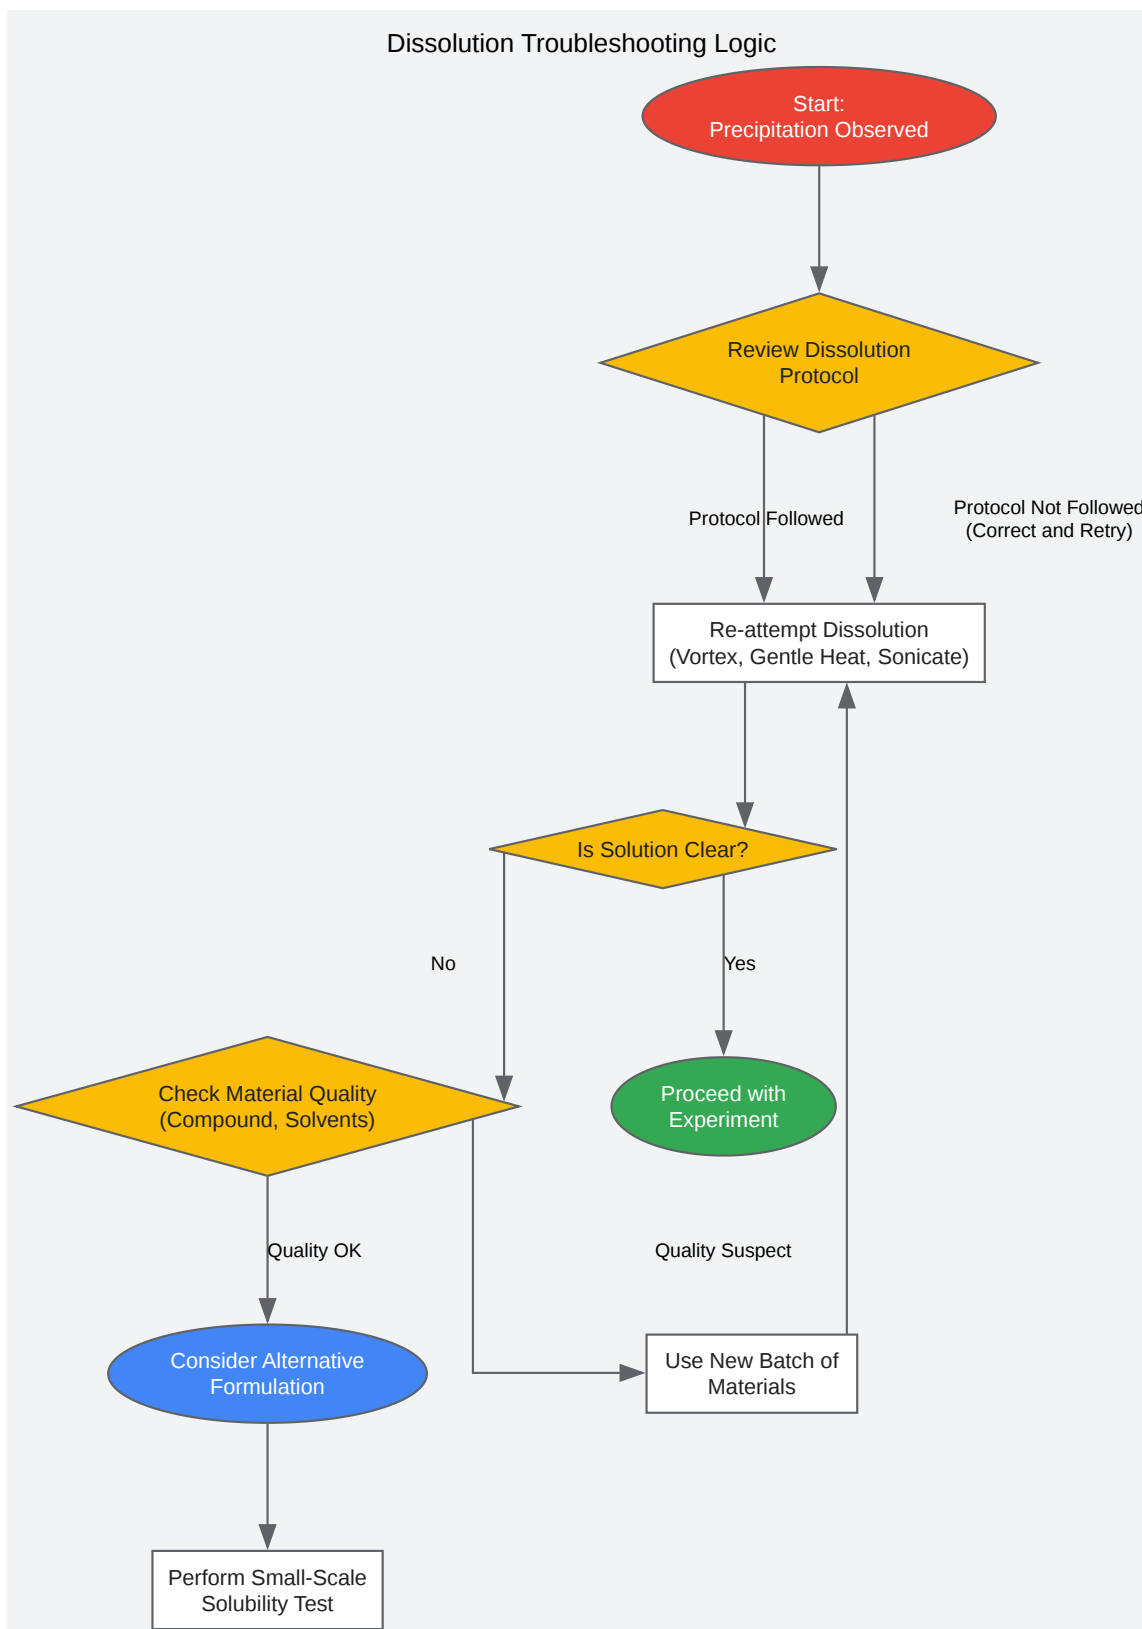 Dissolution Troubleshooting Logic
Start:
Precipitation Observed
Review Dissolution
Protocol
Protocol Followed
Protocol Not Followed
(Correct and Retry)
Re-attempt Dissolution
(Vortex, Gentle Heat, Sonicate)
Is Solution Clear?
No
Yes
Check Material Quality
(Compound, Solvents)
Proceed with
Experiment
Quality OK
Quality Suspect
Consider Alternative
Formulation
Use New Batch of
Materials
Perform Small-Scale
Solubility Test